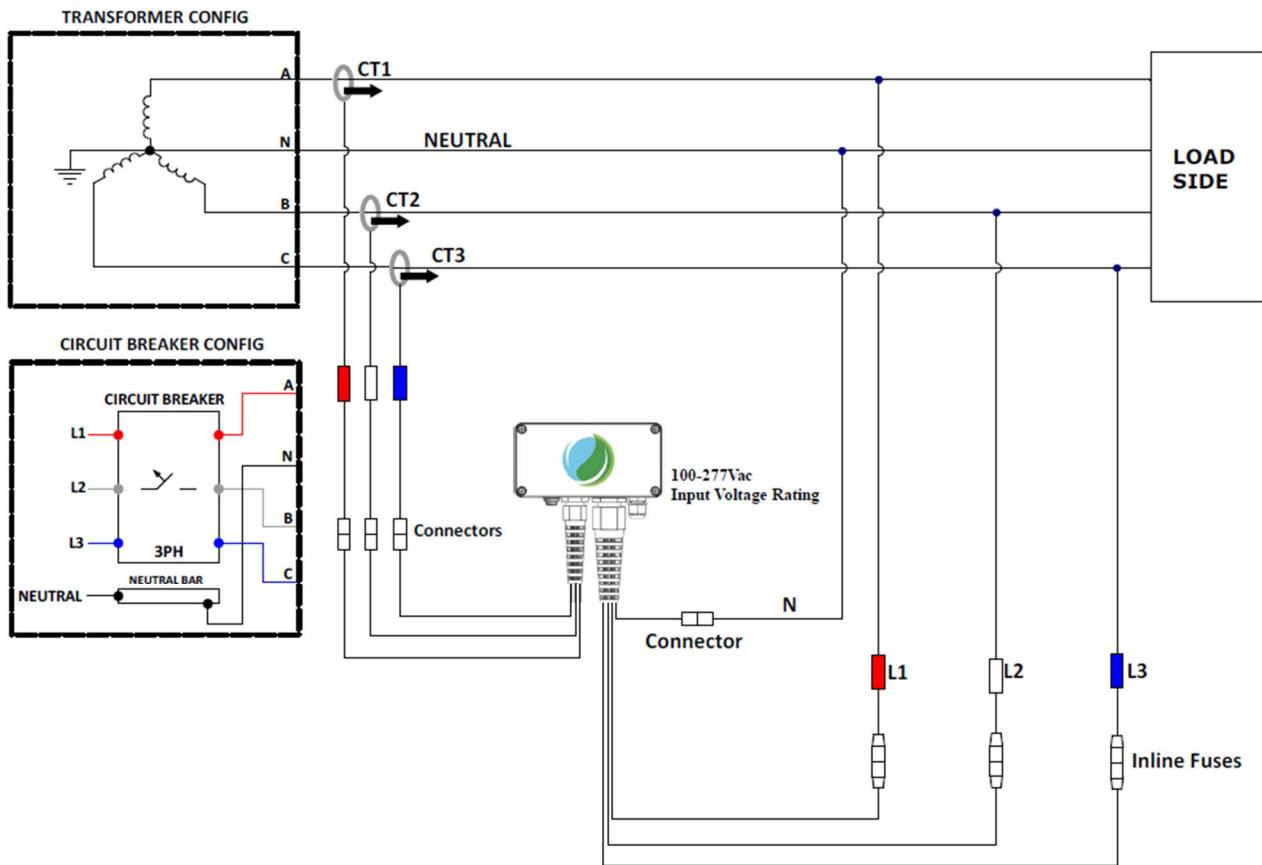 TRANSFORMER CONFIG
A
CT1
N
NEUTRAL
B
CT2
C
CT3
LOAD
SIDE
CIRCUIT BREAKER CONFIG
A
CIRCUIT BREAKER
L1
N
L2
B
L3
3PH
C
NEUTRAL BAR
NEUTRAL
100-277Vac
Input Voltage Rating
Connectors
N
Connector
L1
L2
L3
Inline Fuses